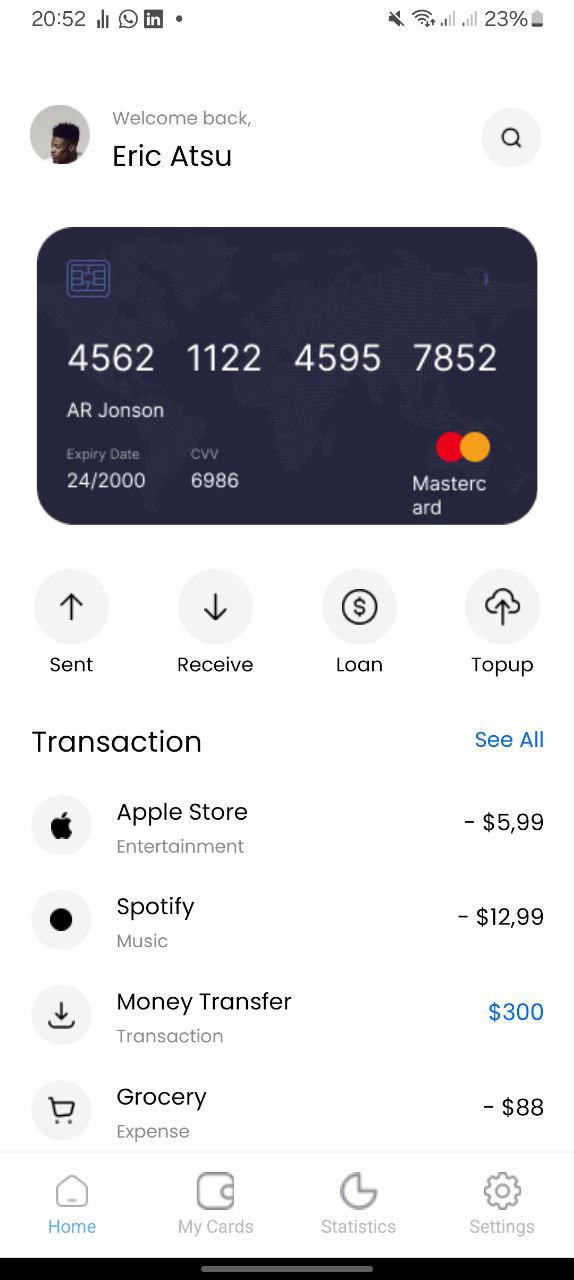 20:52 23%
Welcome back,
Eric Atsu
4562 1122 4595 7852
AR Jonson
Expiry Date CVV
24/2000 6986
Masterc
ard
Sent Receive Loan Topup
Transaction See All
Apple Store - $5,99
Entertainment
Spotify - $12,99
Music
Money Transfer $300
Transaction
Grocery - $88
Expense
Home My Cards Statistics Settings